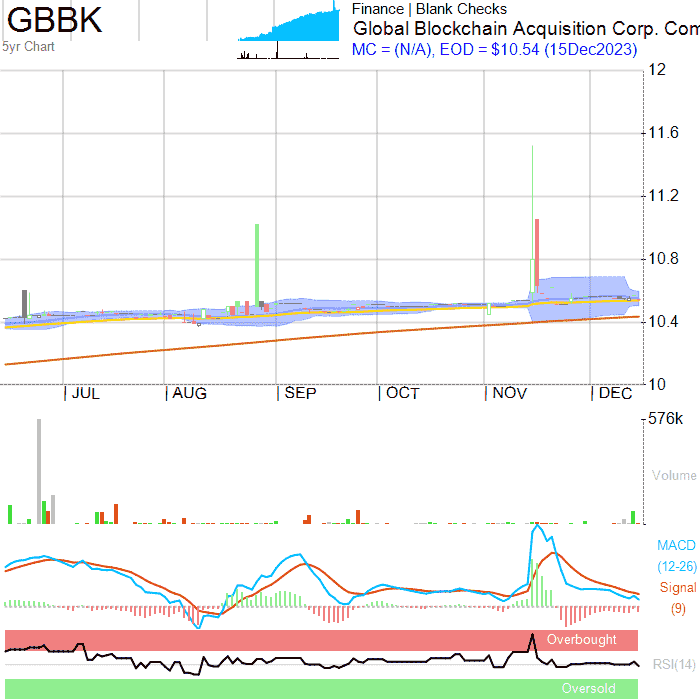 GBBK
5yr Chart
Finance | Blank Checks
Global Blockchain Acquisition Corp. Com
MC = (N/A), EOD = $10.54 (15Dec2023)
12
11.6
11.2
10.8
10.4
10
JUL AUG SEP OCT NOV DEC
576k
Volume
MACD
(12-26)
Signal
(9)
Overbought
RSI(14)
Oversold